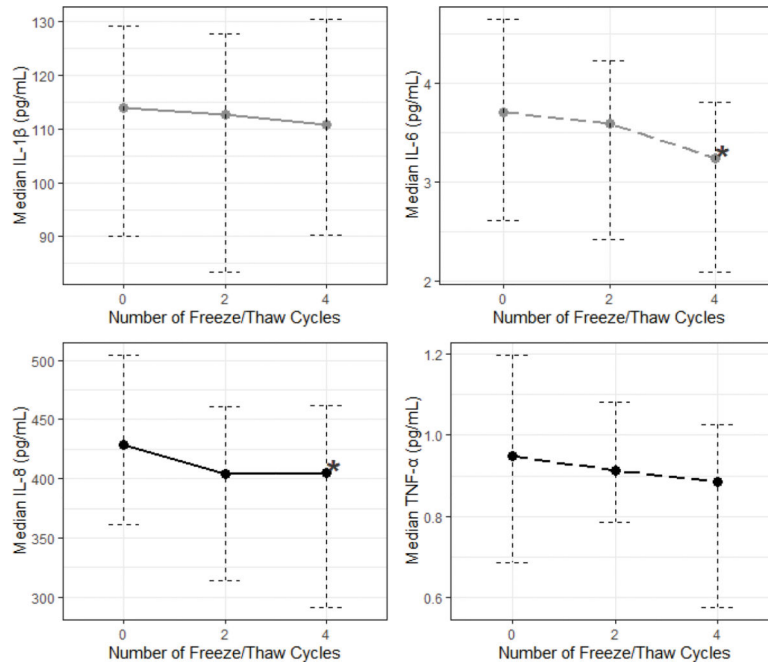 Median IL-1β (pg/mL)
130
120
110
100
90
0 2 4
Number of Freeze/Thaw Cycles
Median IL-6 (pg/mL)
4
3
2
*
0 2 4
Number of Freeze/Thaw Cycles
Median IL-8 (pg/mL)
500
450
400
350
300
*
0 2 4
Number of Freeze/Thaw Cycles
Median TNF-α (pg/mL)
1.2
1.0
0.8
0.6
0 2 4
Number of Freeze/Thaw Cycles